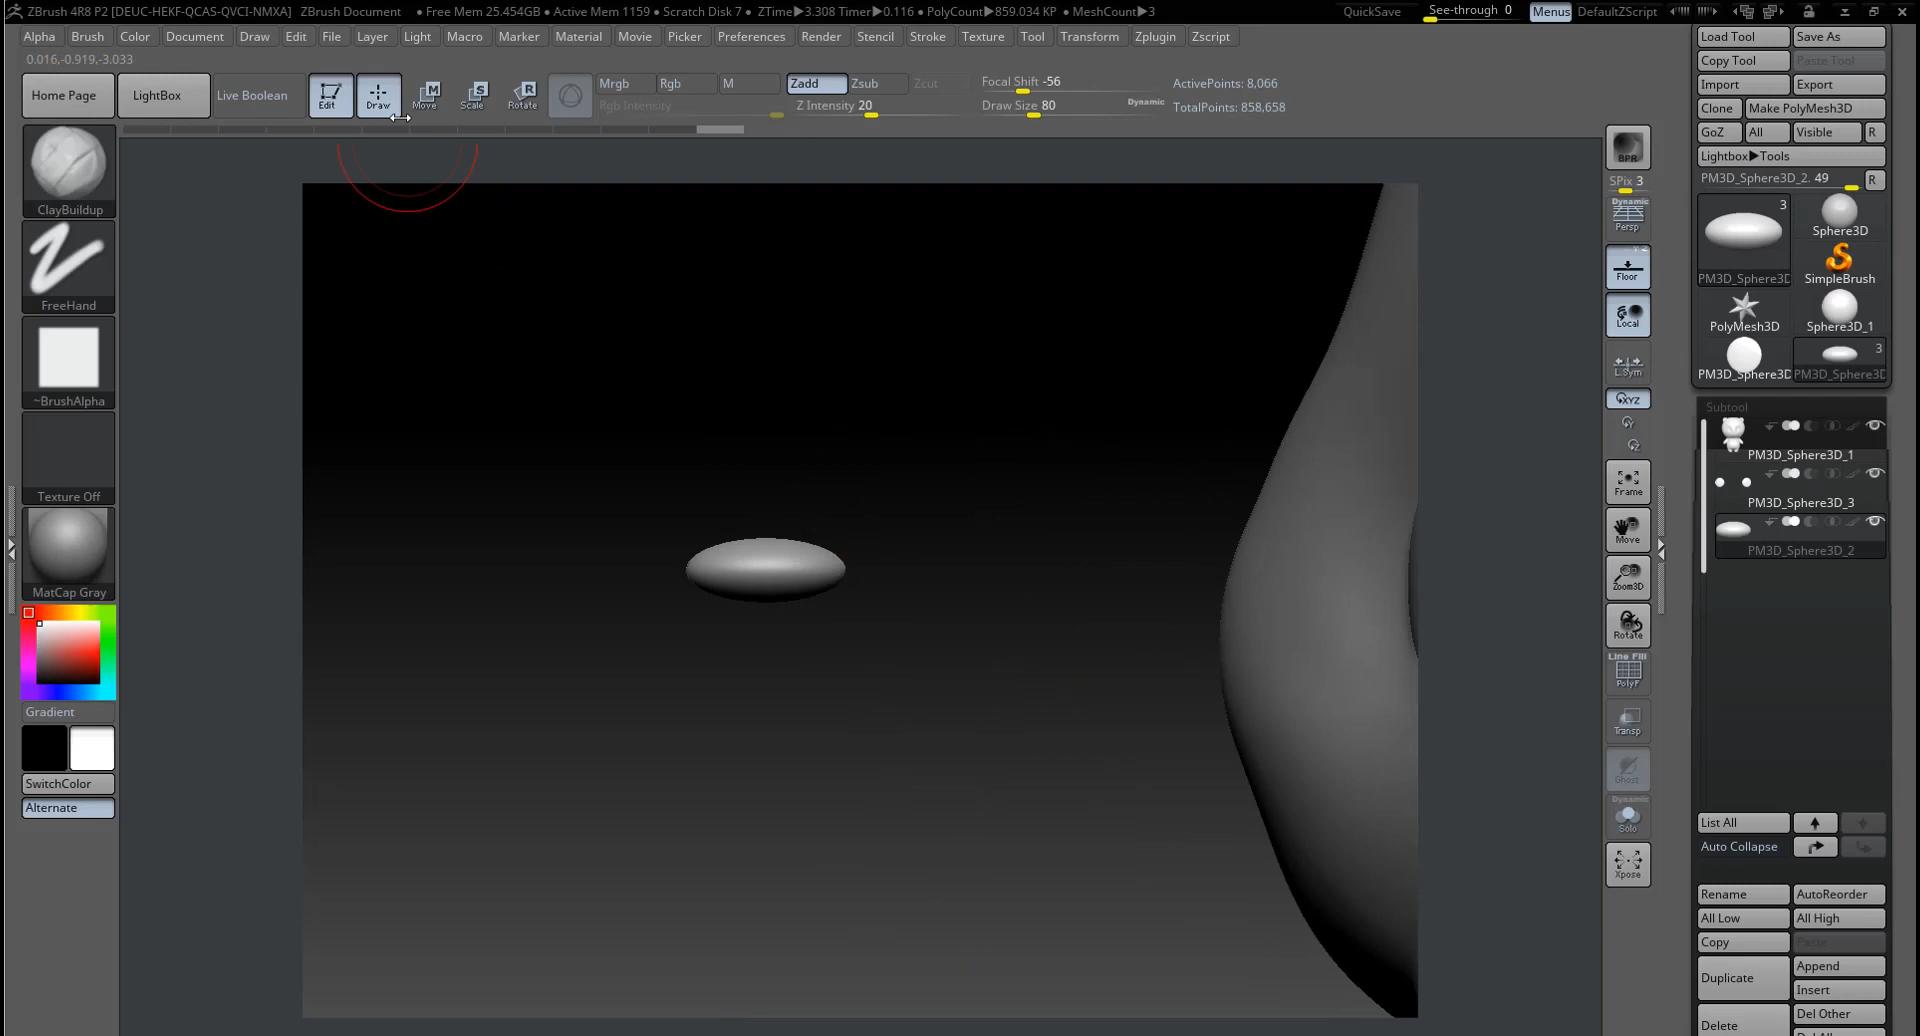 ZBrush 4R8 P2 [DEUC-HEKF-QCAS-QVCI-NMXA] ZBrush Document • Free Mem 25.454GB • Active Mem 1159 • Scratch Disk 7 • ZTime▶3.308 Timer▶0.116 • PolyCount▶859.034 KP • MeshCount▶3 QuickSave See-through 0 Menus DefaultZScript
Alpha Brush Color Document Draw Edit File Layer Light Macro Marker Material Movie Picker Preferences Render Stencil Stroke Texture Tool Transform Zplugin Zscript
0.016,-0.919,-3.033
Home Page LightBox Live Boolean Edit Draw Move Scale Rotate
Mrgb Rgb M Zadd Zsub Zcut Focal Shift -56 ActivePoints: 8,066
Rgb Intensity Z Intensity 20 Draw Size 80 Dynamic TotalPoints: 858,658
ClayBuildup
FreeHand
~BrushAlpha
Texture Off
MatCap Gray
Gradient
SwitchColor
Alternate
BPR
SPix 3
Dynamic
Persp
Floor
Local
L.Sym
XYZ
Frame
Move
Zoom3D
Rotate
Line Fill
PolyF
Transp
Ghost
Dynamic
Solo
Xpose
Load Tool Save As
Copy Tool Paste Tool
Import Export
Clone Make PolyMesh3D
GoZ All Visible R
Lightbox▶Tools
PM3D_Sphere3D_2. 49 R
3
Sphere3D
PM3D_Sphere3D SimpleBrush
PolyMesh3D Sphere3D_1
3
PM3D_Sphere3D PM3D_Sphere3D
Subtool
PM3D_Sphere3D_1
PM3D_Sphere3D_3
PM3D_Sphere3D_2
List All
Auto Collapse
Rename AutoReorder
All Low All High
Copy Paste
Duplicate Append
Insert
Delete Del Other